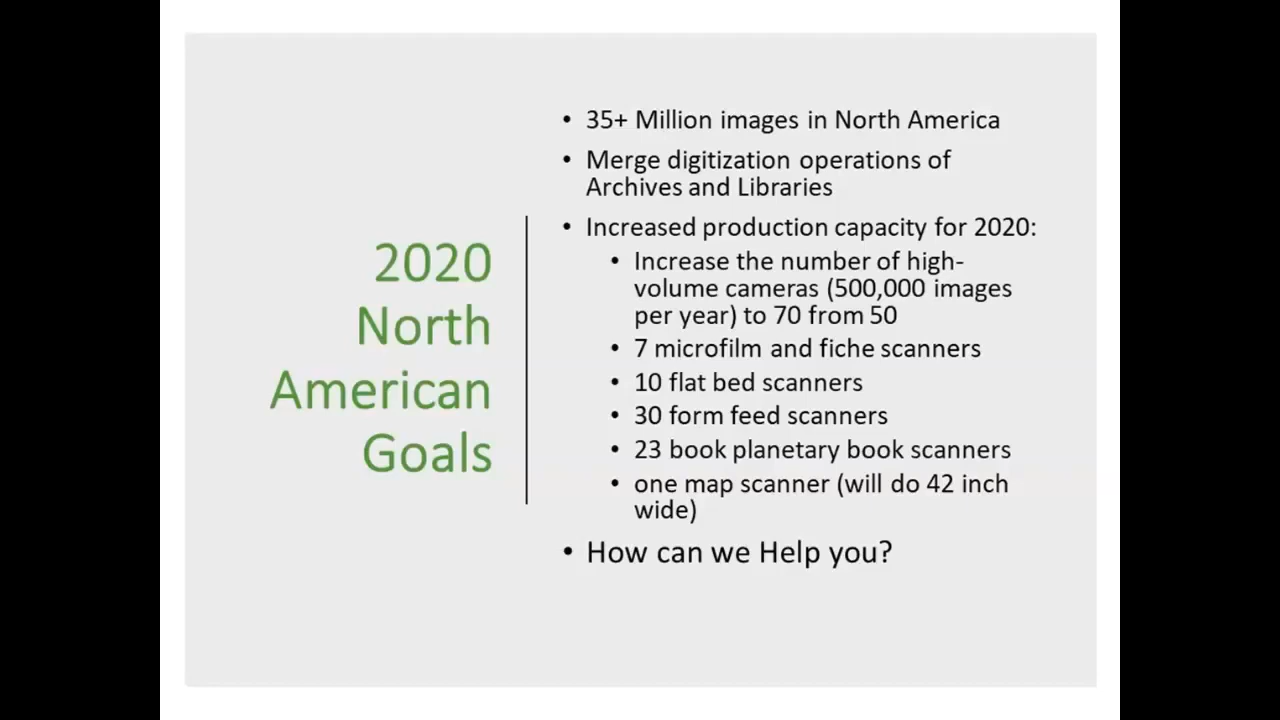 2020
North
American
Goals
• 35+ Million images in North America
• Merge digitization operations of
Archives and Libraries
• Increased production capacity for 2020:
• Increase the number of high-
volume cameras (500,000 images
per year) to 70 from 50
• 7 microfilm and fiche scanners
• 10 flat bed scanners
• 30 form feed scanners
• 23 book planetary book scanners
• one map scanner (will do 42 inch
wide)
• How can we Help you?